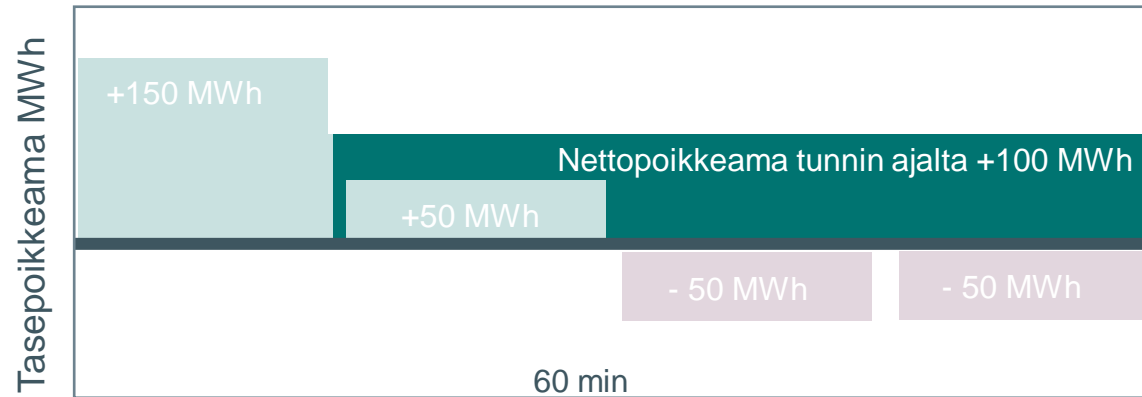 Tasepoikkeama MWh
+150 MWh
Nettopoikkeama tunnin ajalta +100 MWh
+50 MWh
- 50 MWh
- 50 MWh
60 min